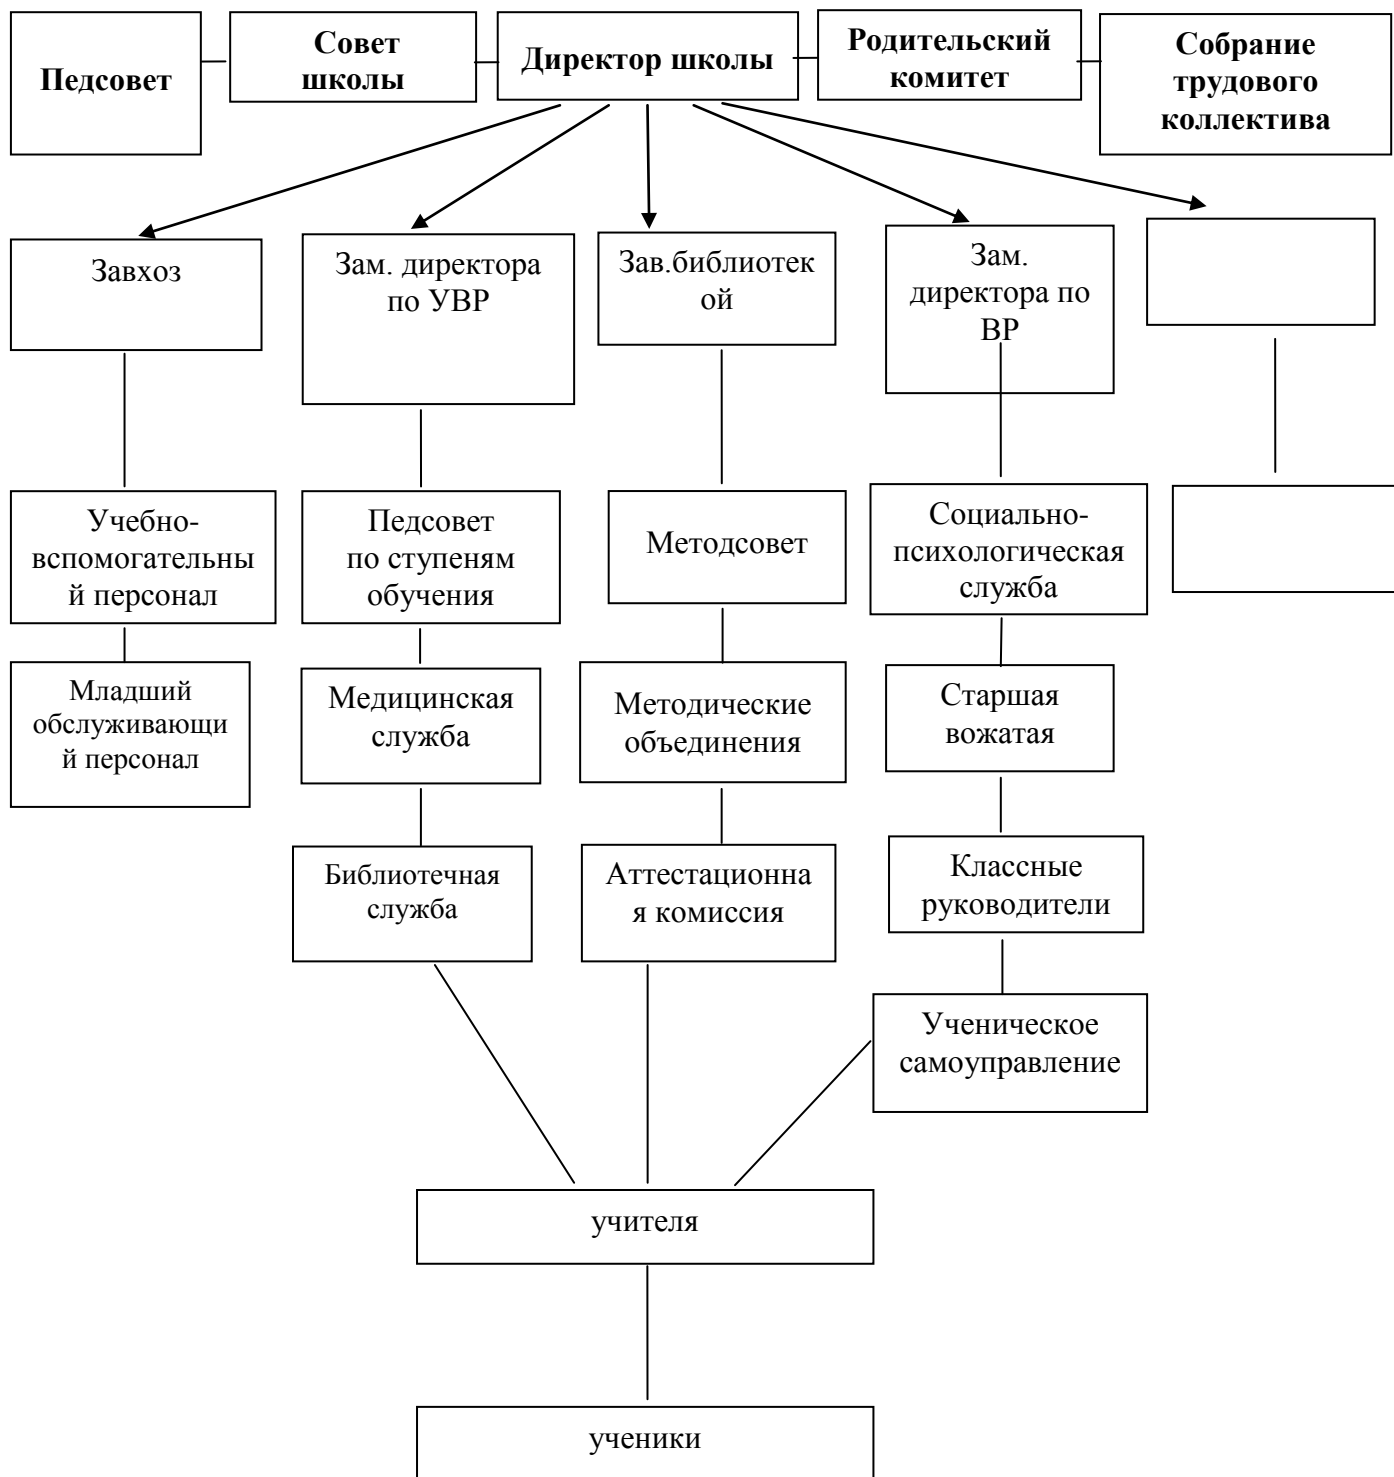 Педсовет
Совет
школы
Директор школы
Родительский
комитет
Собрание
трудового
коллектива
Завхоз
Зам. директора
по УВР
Зав.библиотек
ой
Зам.
директора по
ВР
Учебно-
вспомогательны
й персонал
Педсовет
по ступеням
обучения
Методсовет
Социально-
психологическая
служба
Младший
обслуживающи
й персонал
Медицинская
служба
Методические
объединения
Старшая
вожатая
Библиотечная
служба
Аттестационна
я комиссия
Классные
руководители
Ученическое
самоуправление
учителя
ученики